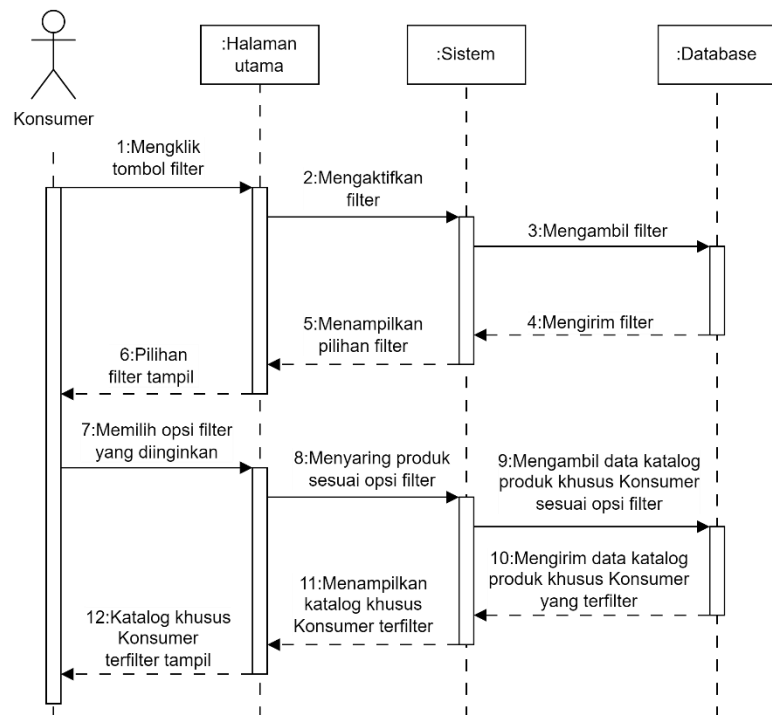 :Halaman
utama
:Sistem
:Database
Konsumer
1:Mengklik
tombol filter
2:Mengaktifkan
filter
3:Mengambil filter
4:Mengirim filter
5:Menampilkan
pilihan filter
6:Pilihan
filter tampil
7:Memilih opsi filter
yang diinginkan
8:Menyaring produk
sesuai opsi filter
9:Mengambil data katalog
produk khusus Konsumer
sesuai opsi filter
10:Mengirim data katalog
produk khusus Konsumer
yang terfilter
11:Menampilkan
katalog khusus
Konsumer terfilter
12:Katalog khusus
Konsumer
terfilter tampil